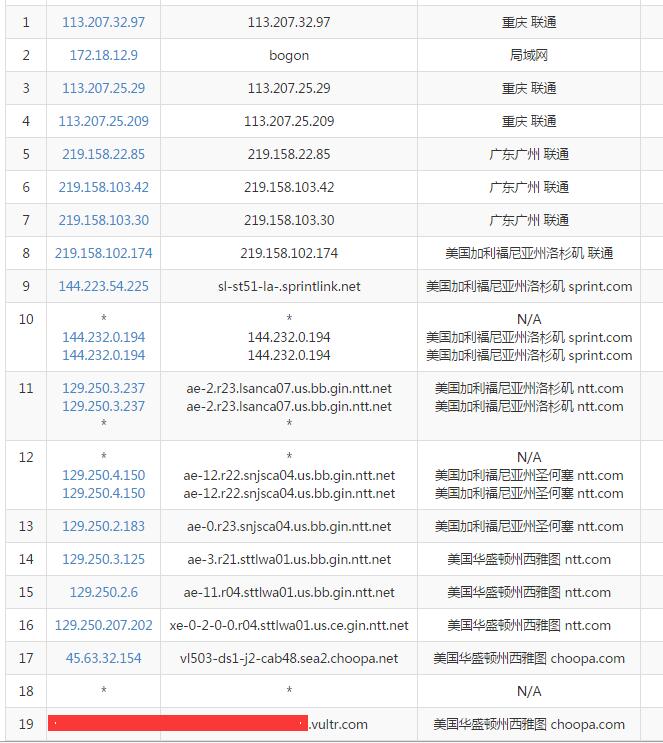 1 113.207.32.97 113.207.32.97 重庆 联通
2 172.18.12.9 bogon 局域网
3 113.207.25.29 113.207.25.29 重庆 联通
4 113.207.25.209 113.207.25.209 重庆 联通
5 219.158.22.85 219.158.22.85 广东广州 联通
6 219.158.103.42 219.158.103.42 广东广州 联通
7 219.158.103.30 219.158.103.30 广东广州 联通
8 219.158.102.174 219.158.102.174 美国加利福尼亚州洛杉矶 联通
9 144.223.54.225 sl-st51-la-.sprintlink.net 美国加利福尼亚州洛杉矶 sprint.com
10 * * N/A
144.232.0.194 144.232.0.194 美国加利福尼亚州洛杉矶 sprint.com
144.232.0.194 144.232.0.194 美国加利福尼亚州洛杉矶 sprint.com
11 129.250.3.237 ae-2.r23.lsanca07.us.bb.gin.ntt.net 美国加利福尼亚州洛杉矶 ntt.com
129.250.3.237 ae-2.r23.lsanca07.us.bb.gin.ntt.net 美国加利福尼亚州洛杉矶 ntt.com
* *
12 * * N/A
129.250.4.150 ae-12.r22.snjsca04.us.bb.gin.ntt.net 美国加利福尼亚州圣何塞 ntt.com
129.250.4.150 ae-12.r22.snjsca04.us.bb.gin.ntt.net 美国加利福尼亚州圣何塞 ntt.com
13 129.250.2.183 ae-0.r23.snjsca04.us.bb.gin.ntt.net 美国加利福尼亚州圣何塞 ntt.com
14 129.250.3.125 ae-3.r21.sttlwa01.us.bb.gin.ntt.net 美国华盛顿州西雅图 ntt.com
15 129.250.2.6 ae-11.r04.sttlwa01.us.bb.gin.ntt.net 美国华盛顿州西雅图 ntt.com
16 129.250.207.202 xe-0-2-0-0.r04.sttlwa01.us.ce.gin.ntt.net 美国华盛顿州西雅图 ntt.com
17 45.63.32.154 vl503-ds1-j2-cab48.sea2.choopa.net 美国华盛顿州西雅图 choopa.com
18 * * N/A
19 .vultr.com 美国华盛顿州西雅图 choopa.com